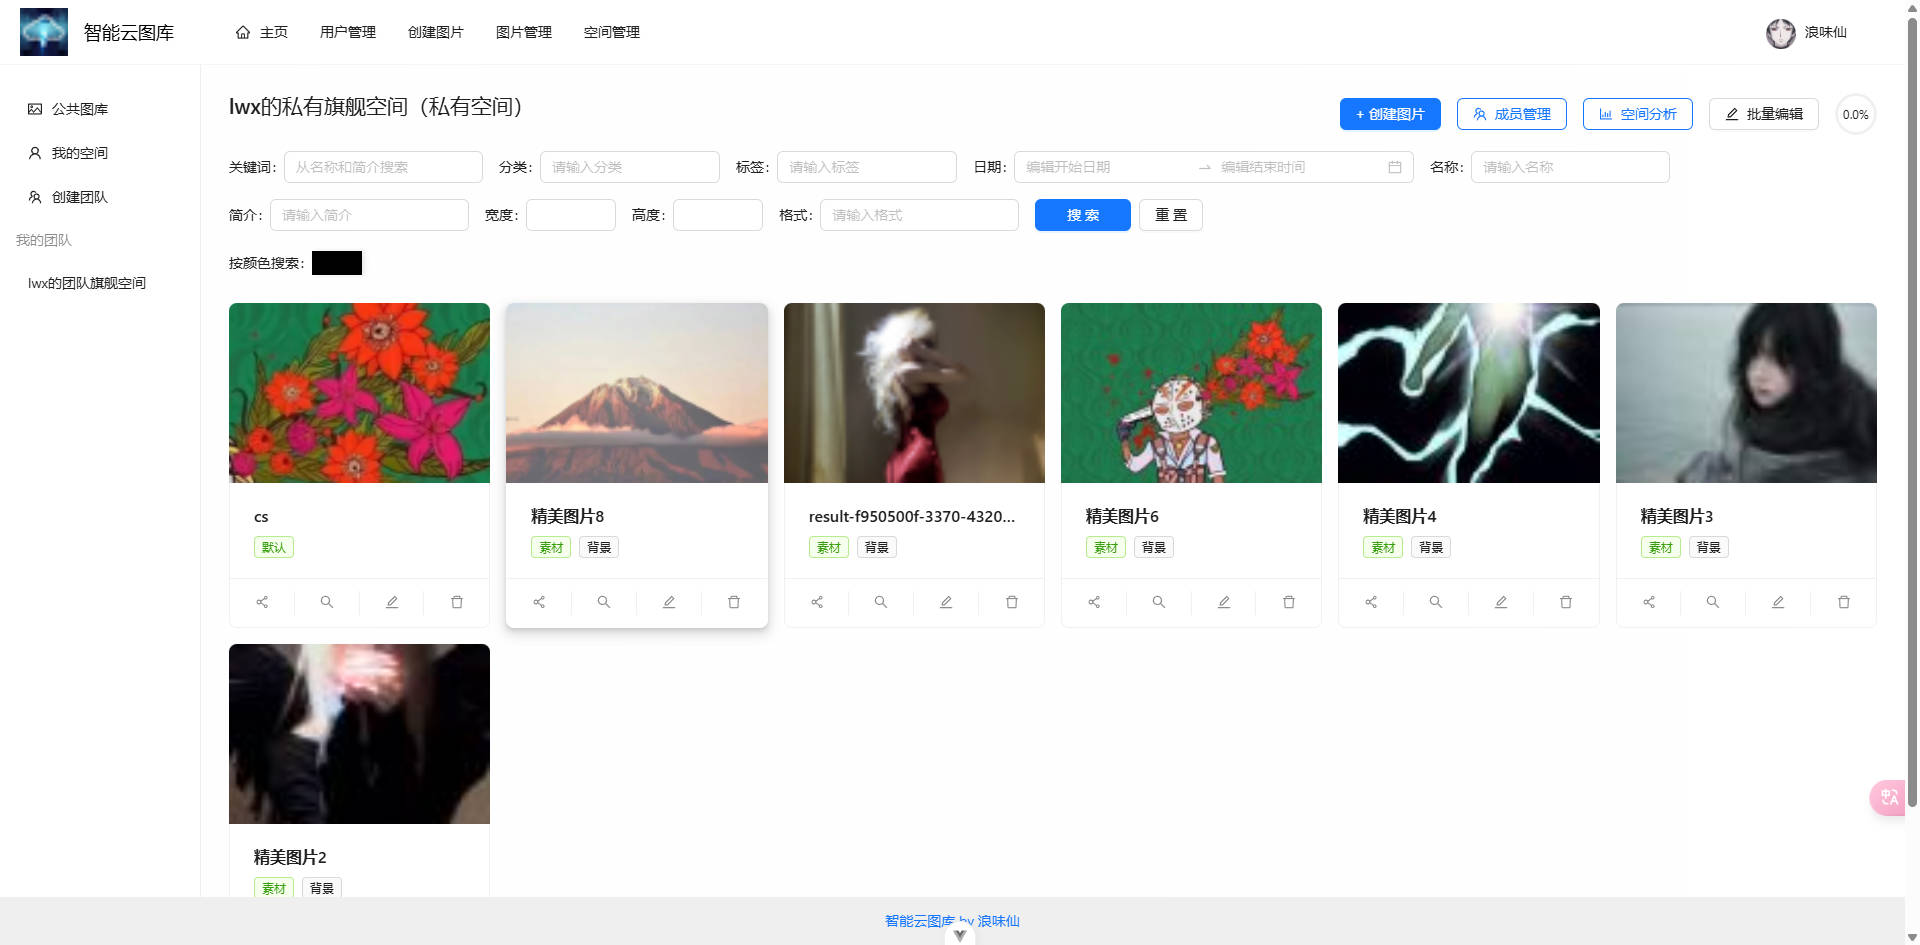 智能云图库
主页 用户管理 创建图片 图片管理 空间管理
浪味仙
公共图库
我的空间
创建团队
我的团队
lwx的团队旗舰空间
lwx的私有旗舰空间（私有空间）
+ 创建图片 成员管理 空间分析 批量编辑 0.0%
关键词: 从名称和简介搜索 分类: 请输入分类 标签: 请输入标签 日期: 编辑开始日期 → 编辑结束时间 名称: 请输入名称
简介: 请输入简介 宽度: 高度: 格式: 请输入格式 搜 索 重 置
按颜色搜索:
cs
默认
精美图片8
素材 背景
result-f950500f-3370-4320...
素材 背景
精美图片6
素材 背景
精美图片4
素材 背景
精美图片3
素材 背景
精美图片2
素材 背景
智能云图库 by 浪味仙
中A